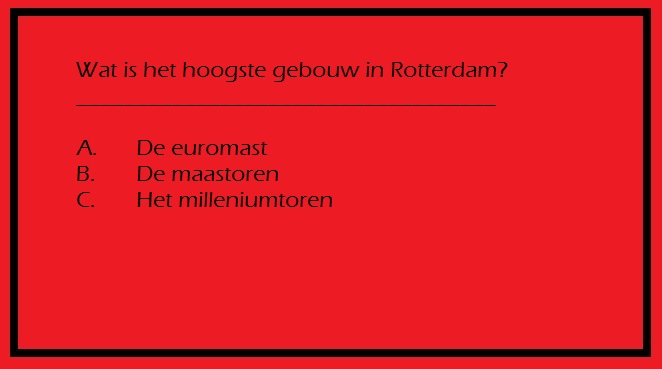 Wat is het hoogste gebouw in Rotterdam?
A. De euromast
B. De maastoren
C. Het milleniumtoren